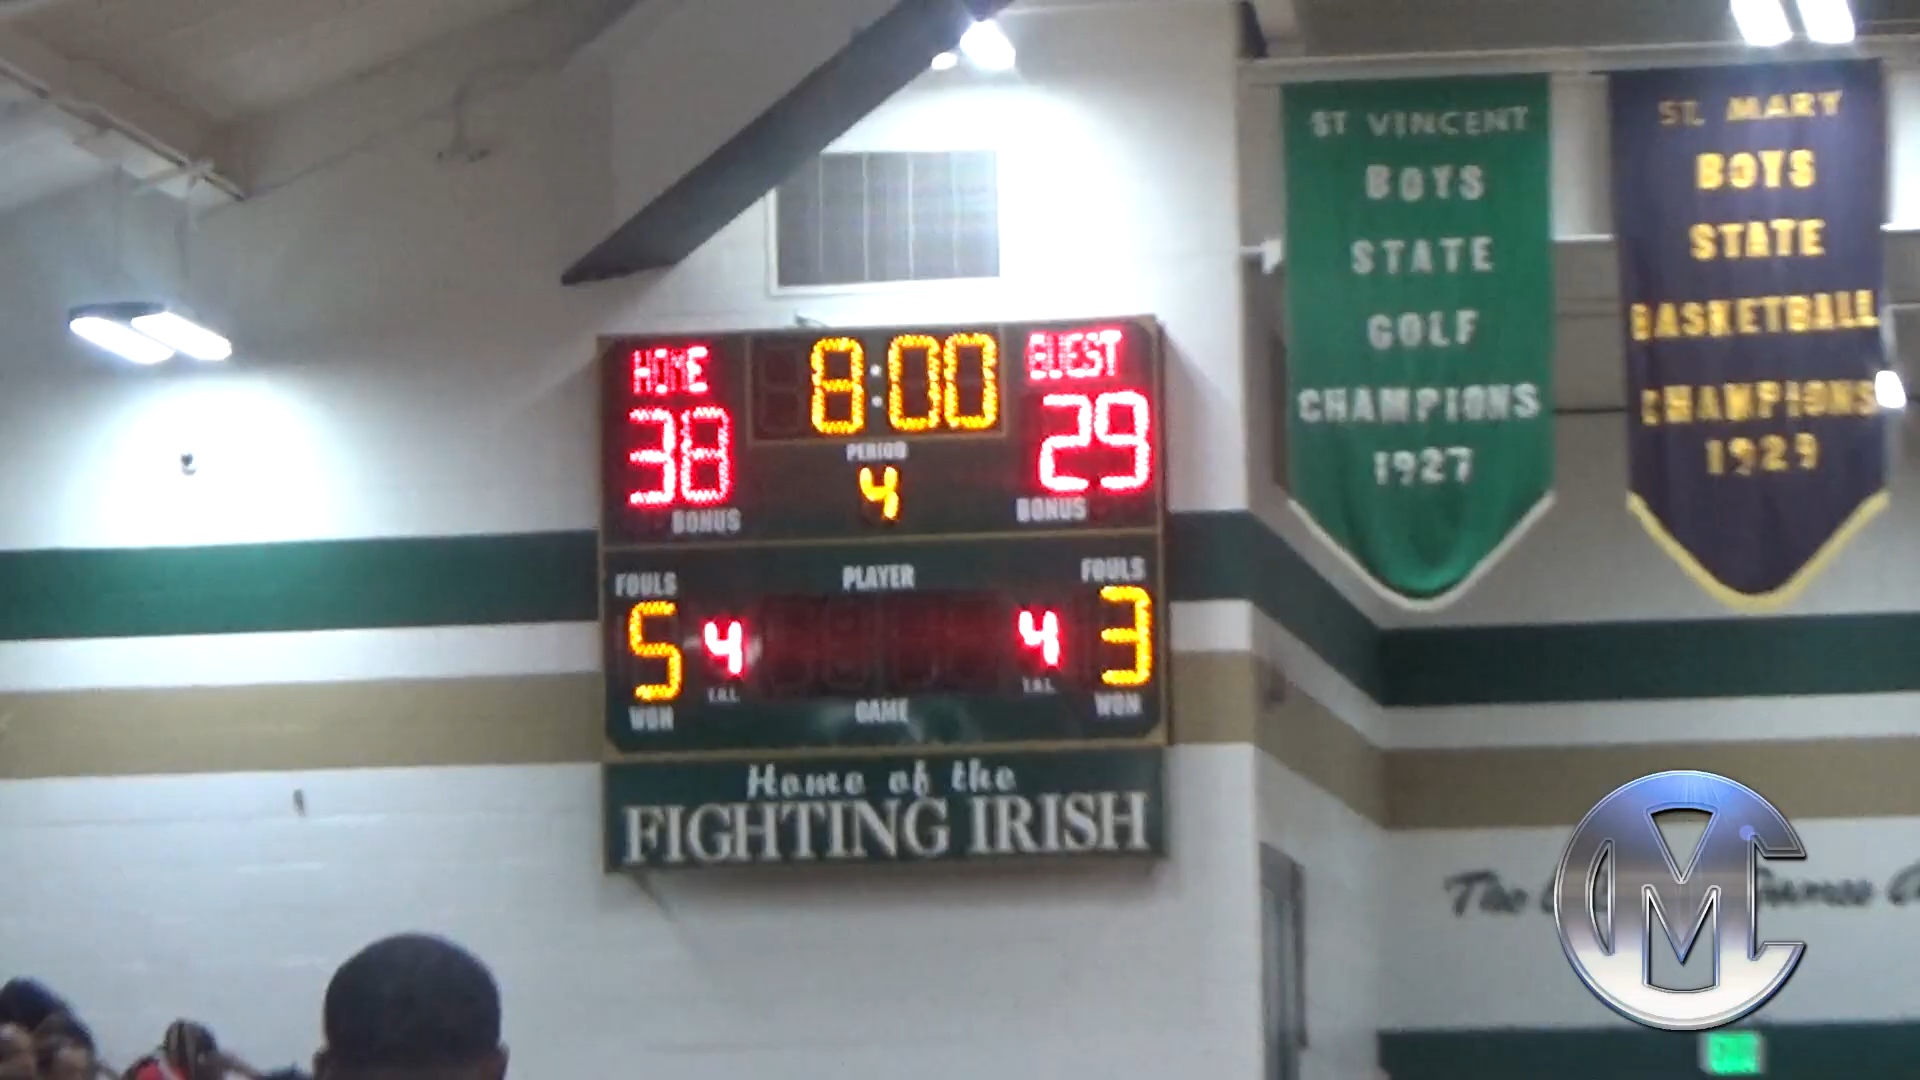 HOME
8:00
GUEST
38
29
PERIOD
4
BONUS
BONUS
FOULS
PLAYER
FOULS
5
4
4
3
T.O.L.
T.O.L.
WON
GAME
WON
Home of the
FIGHTING IRISH
ST VINCENT
BOYS
STATE
GOLF
CHAMPIONS
1927
ST. MARY
BOYS
STATE
BASKETBALL
CHAMPIONS
1929
The
CM